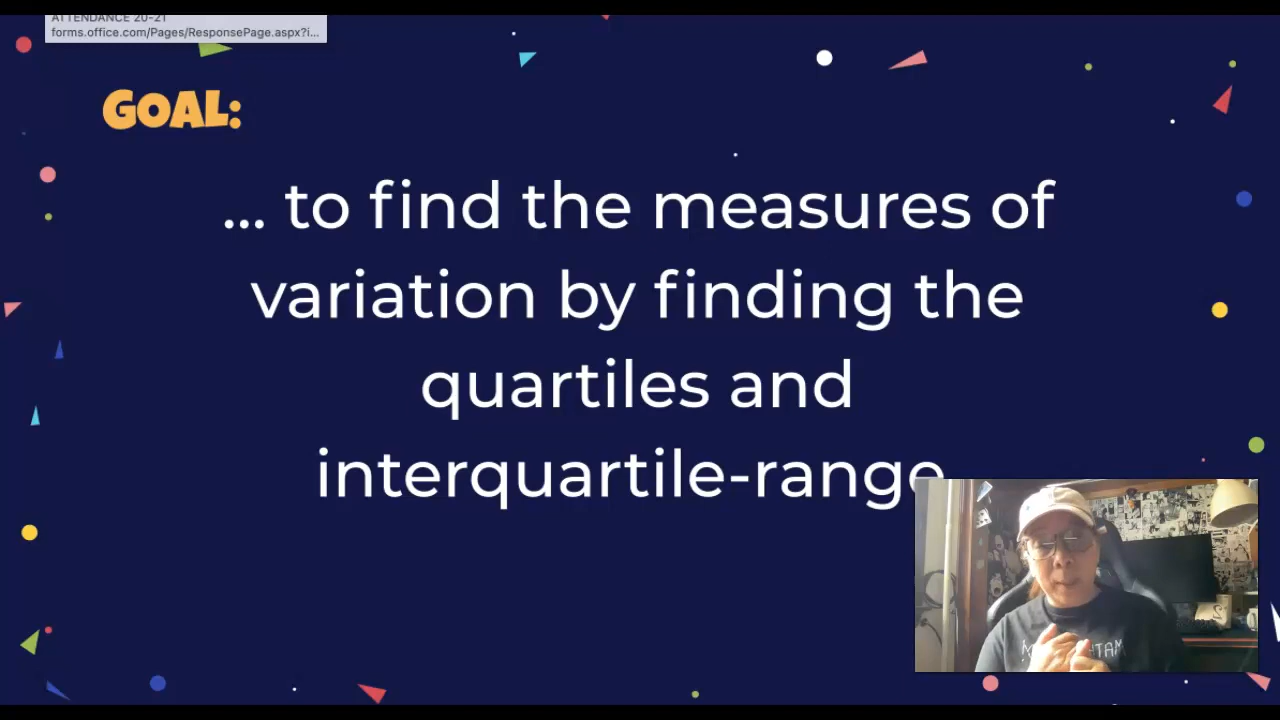 ATTENDANCE 20-21
forms.office.com/Pages/ResponsePage.aspx?i...
GOAL:
... to find the measures of
variation by finding the
quartiles and
interquartile-range